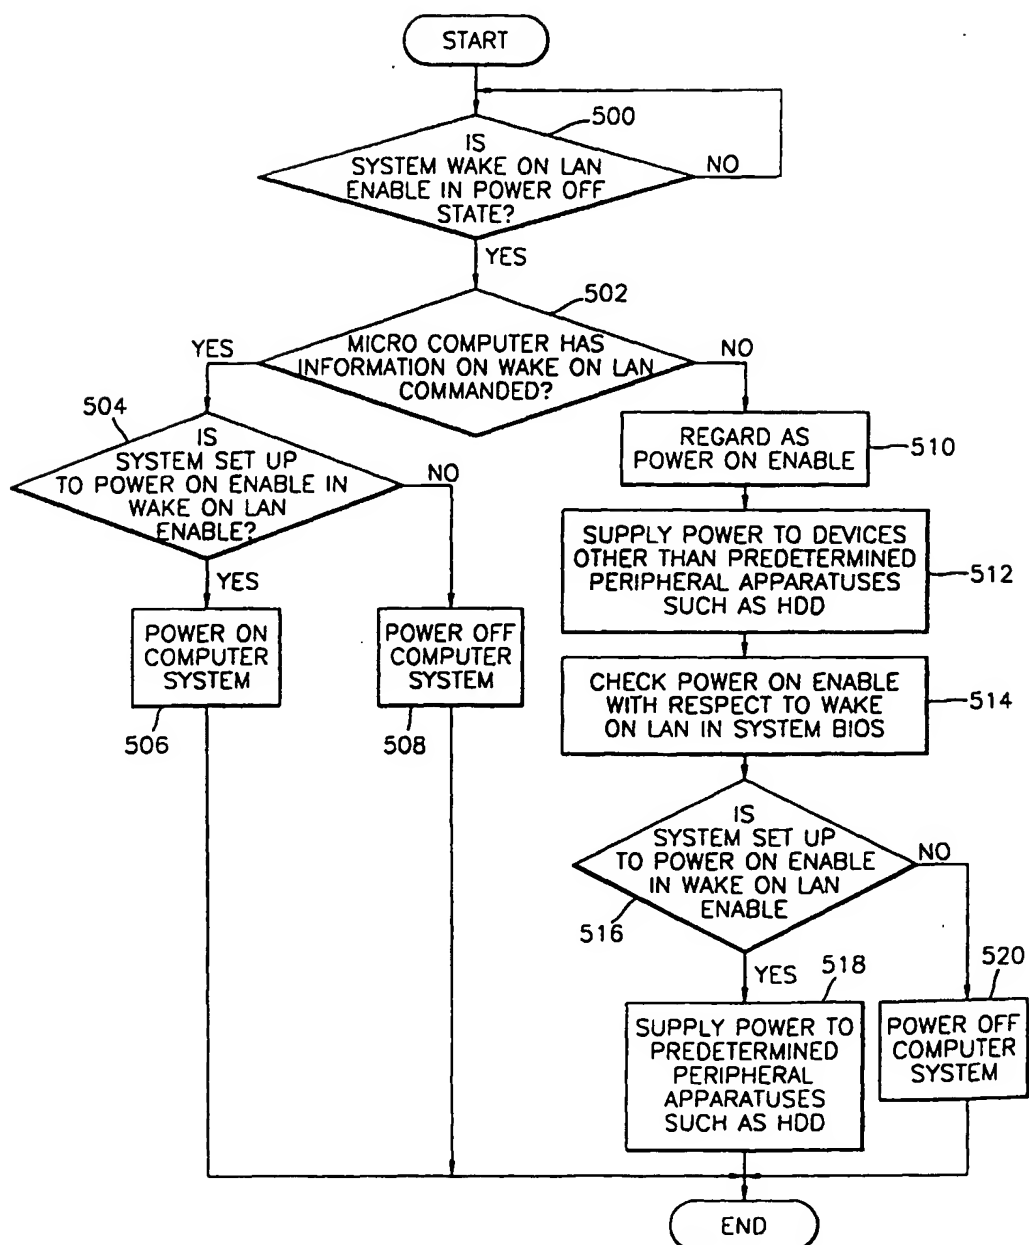 START
500
IS
SYSTEM WAKE ON LAN
ENABLE IN POWER OFF
STATE?
NO
YES
502
MICRO COMPUTER HAS
INFORMATION ON WAKE ON LAN
COMMANDED?
YES
NO
504
IS
SYSTEM SET UP
TO POWER ON ENABLE IN
WAKE ON LAN
ENABLE?
NO
YES
POWER ON
COMPUTER
SYSTEM
506
POWER OFF
COMPUTER
SYSTEM
508
REGARD AS
POWER ON ENABLE
510
SUPPLY POWER TO DEVICES
OTHER THAN PREDETERMINED
PERIPHERAL APPARATUSES
SUCH AS HDD
512
CHECK POWER ON ENABLE
WITH RESPECT TO WAKE
ON LAN IN SYSTEM BIOS
514
IS
SYSTEM SET UP
TO POWER ON ENABLE
IN WAKE ON LAN
ENABLE
516
NO
YES
518
SUPPLY POWER TO
PREDETERMINED
PERIPHERAL
APPARATUSES
SUCH AS HDD
520
POWER OFF
COMPUTER
SYSTEM
END